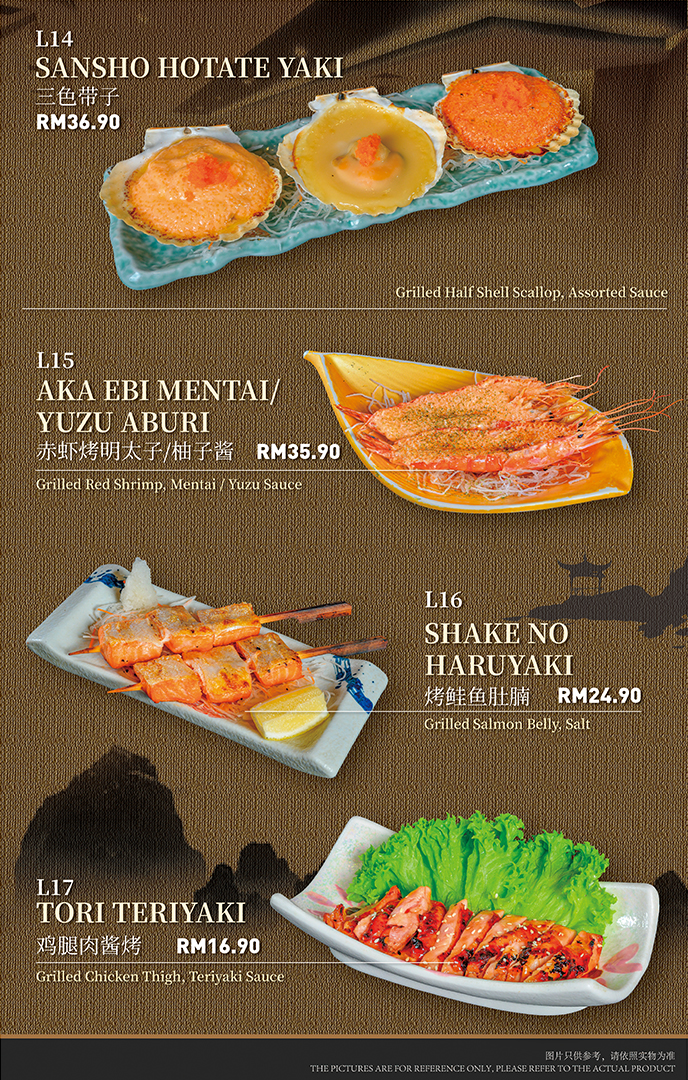 L14
SANSHO HOTATE YAKI
三色带子
RM36.90
Grilled Half Shell Scallop, Assorted Sauce
L15
AKA EBI MENTAI/
YUZU ABURI
赤虾烤明太子/柚子酱 RM35.90
Grilled Red Shrimp, Mentai / Yuzu Sauce
L16
SHAKE NO
HARUYAKI
烤鲑鱼肚腩 RM24.90
Grilled Salmon Belly, Salt
L17
TORI TERIYAKI
鸡腿肉酱烤 RM16.90
Grilled Chicken Thigh, Teriyaki Sauce
图片只供参考，请依照实物为准
THE PICTURES ARE FOR REFERENCE ONLY, PLEASE REFER TO THE ACTUAL PRODUCT